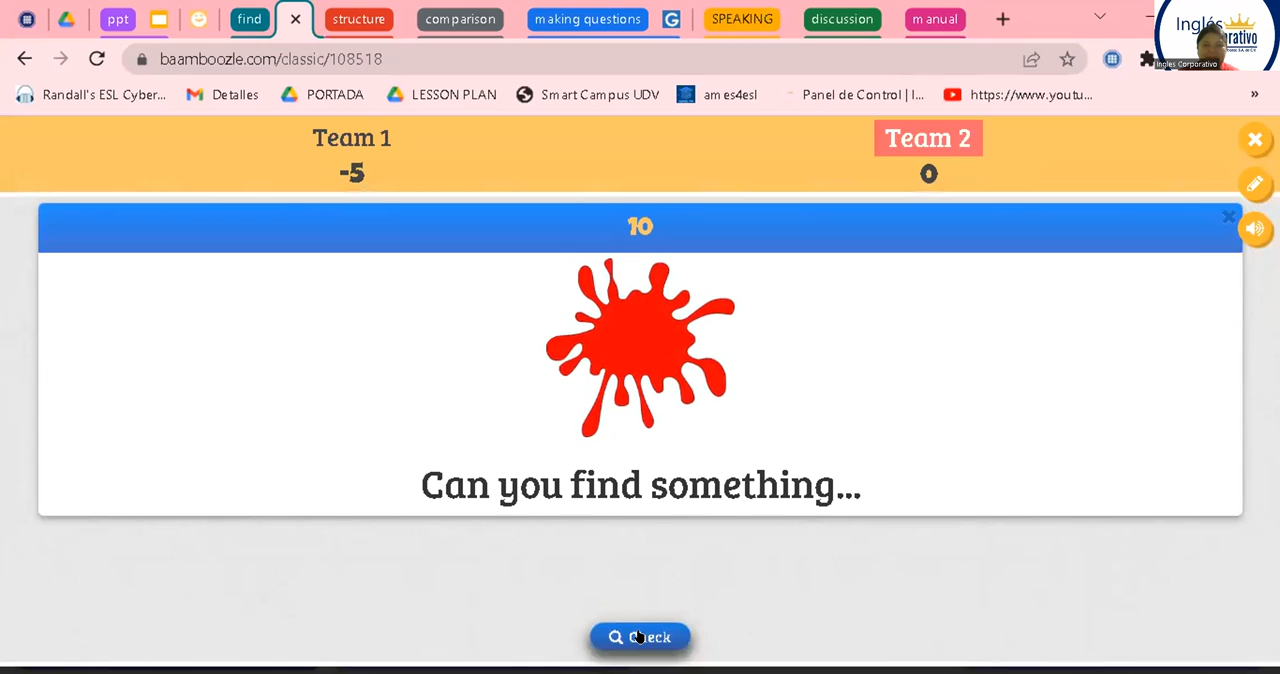 ppt find structure comparison making questions SPEAKING discussion manual
baamboozle.com/classic/108518
Randall's ESL Cyber... Detalles PORTADA LESSON PLAN Smart Campus UDV ames4esl Panel de Control | I... https://www.youtu... »
Inglés
Ingles Corporativo
Team 1 Team 2
-5 0
10
Can you find something...
Check